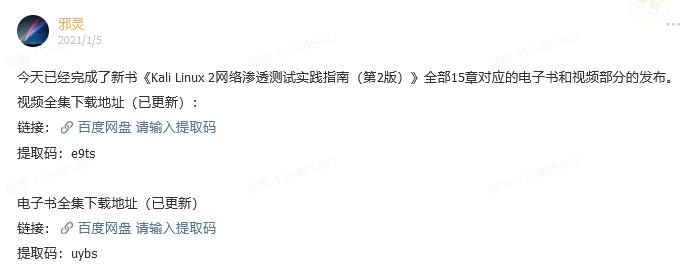 邪灵
2021/1/5
今天已经完成了新书《Kali Linux 2网络渗透测试实践指南（第2版）》全部15章对应的电子书和视频部分的发布。
视频全集下载地址（已更新）:
链接： 百度网盘 请输入提取码
提取码：e9ts
电子书全集下载地址（已更新）
链接： 百度网盘 请输入提取码
提取码：uybs